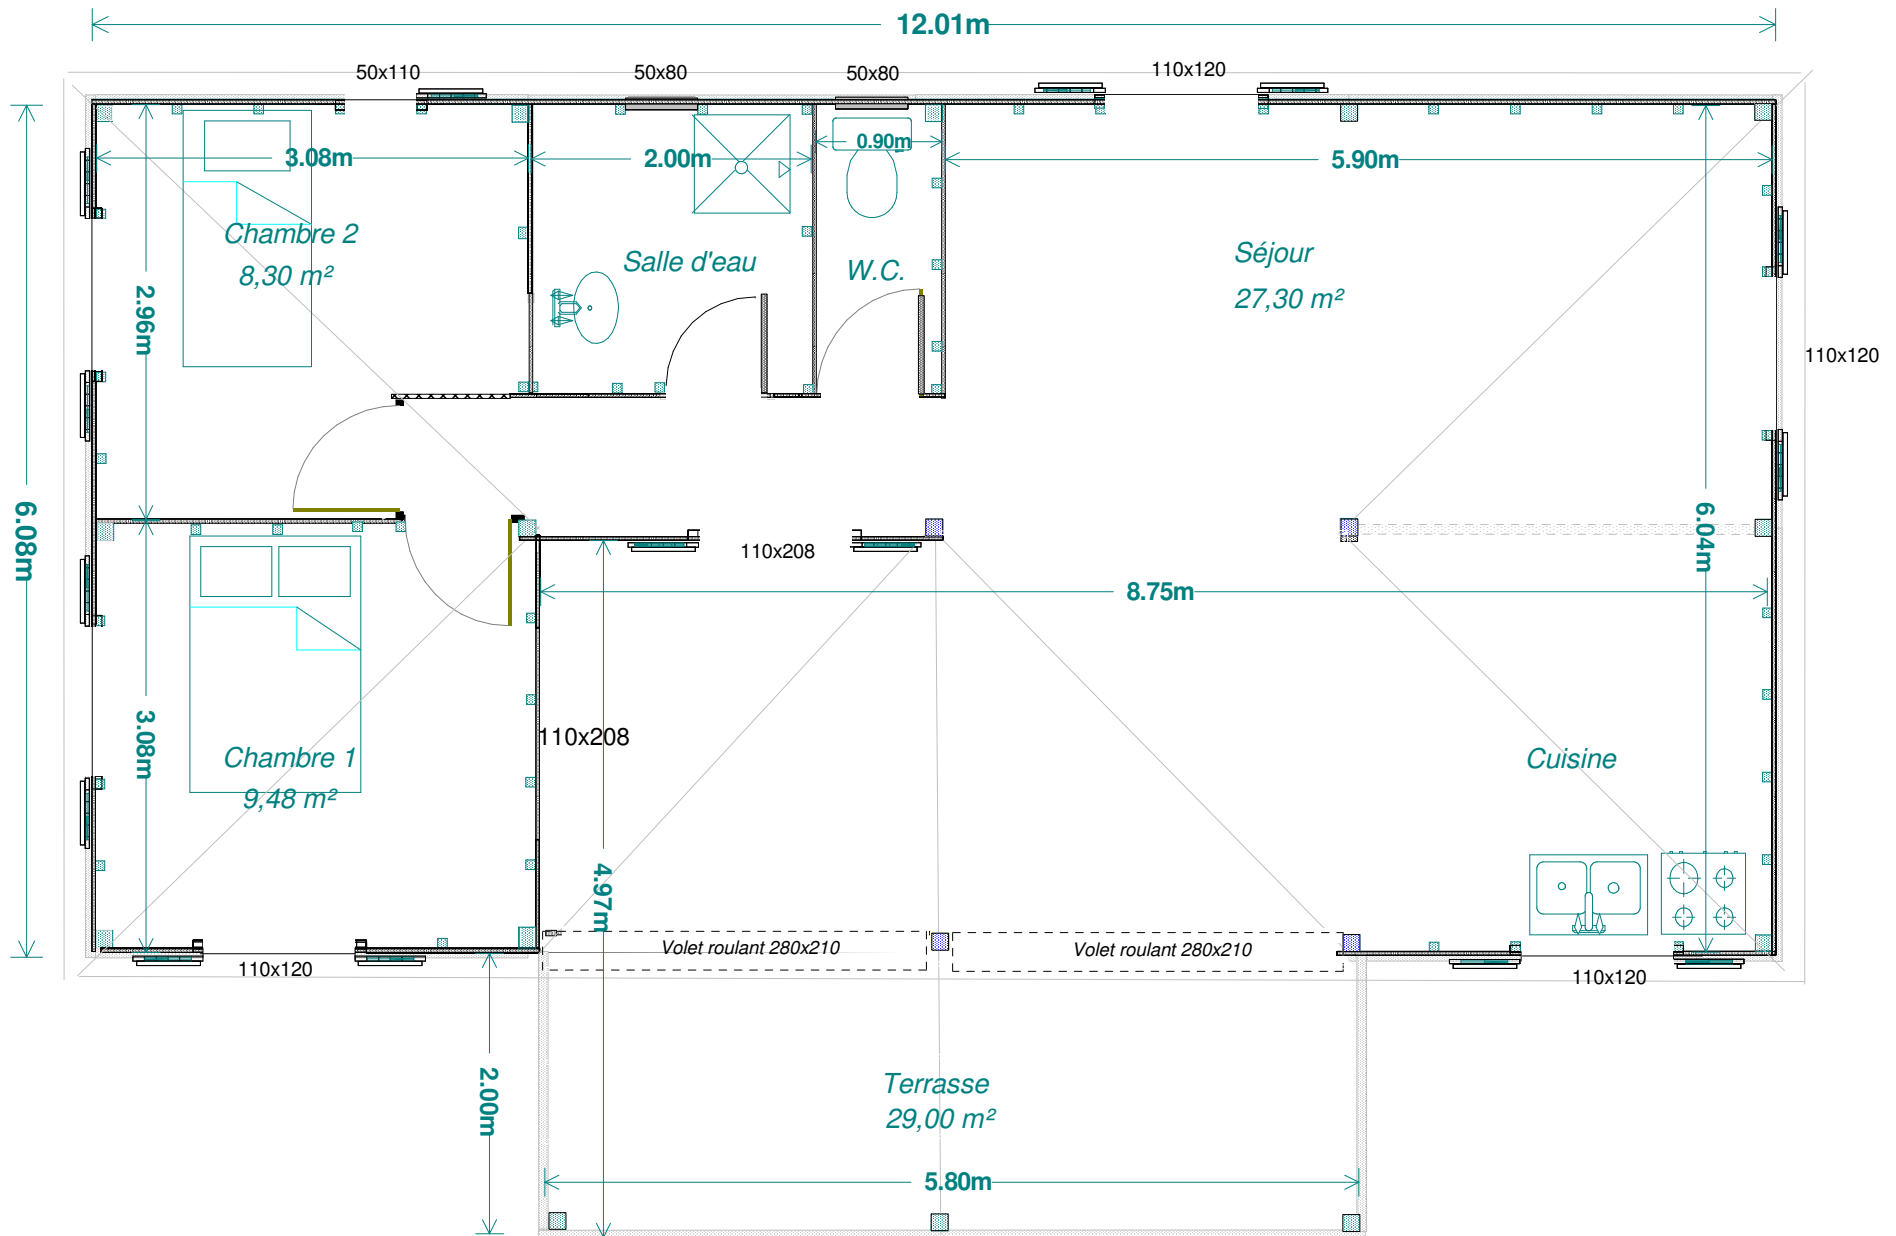 12.01m
50x110
50x80
50x80
110x120
3.08m
2.00m
0.90m
5.90m
Chambre 2
8,30 m²
Salle d'eau
W.C.
Séjour
27,30 m²
2.96m
110x120
6.08m
6.04m
110x208
8.75m
3.08m
110x208
Chambre 1
9,48 m²
Cuisine
4.97m
Volet roulant 280x210
Volet roulant 280x210
110x120
110x120
2.00m
Terrasse
29,00 m²
5.80m